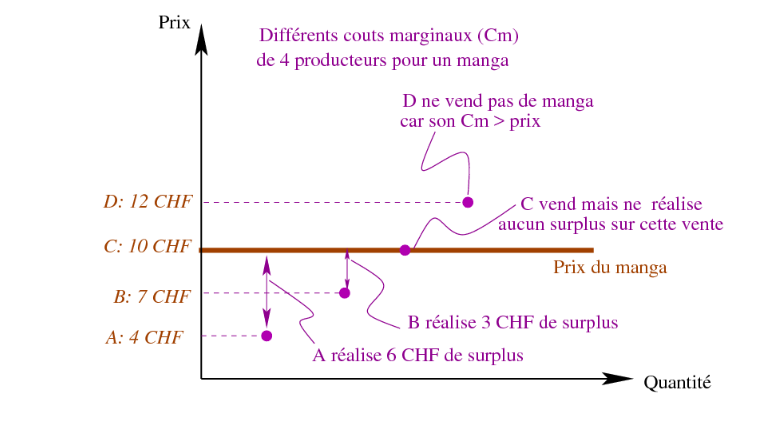 Prix
Différents couts marginaux (Cm)
de 4 producteurs pour un manga
D ne vend pas de manga
car son Cm > prix
D: 12 CHF
C vend mais ne réalise
aucun surplus sur cette vente
C: 10 CHF
Prix du manga
B: 7 CHF
B réalise 3 CHF de surplus
A: 4 CHF
A réalise 6 CHF de surplus
Quantité